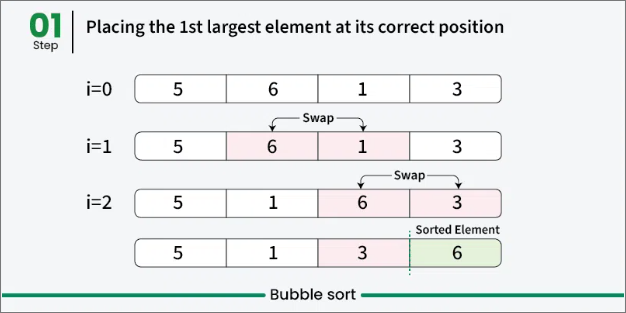 01 Placing the 1st largest element at its correct position
Step
i=0 5 6 1 3
Swap
i=1 5 6 1 3
Swap
i=2 5 1 6 3
Sorted Element
5 1 3 6
Bubble sort